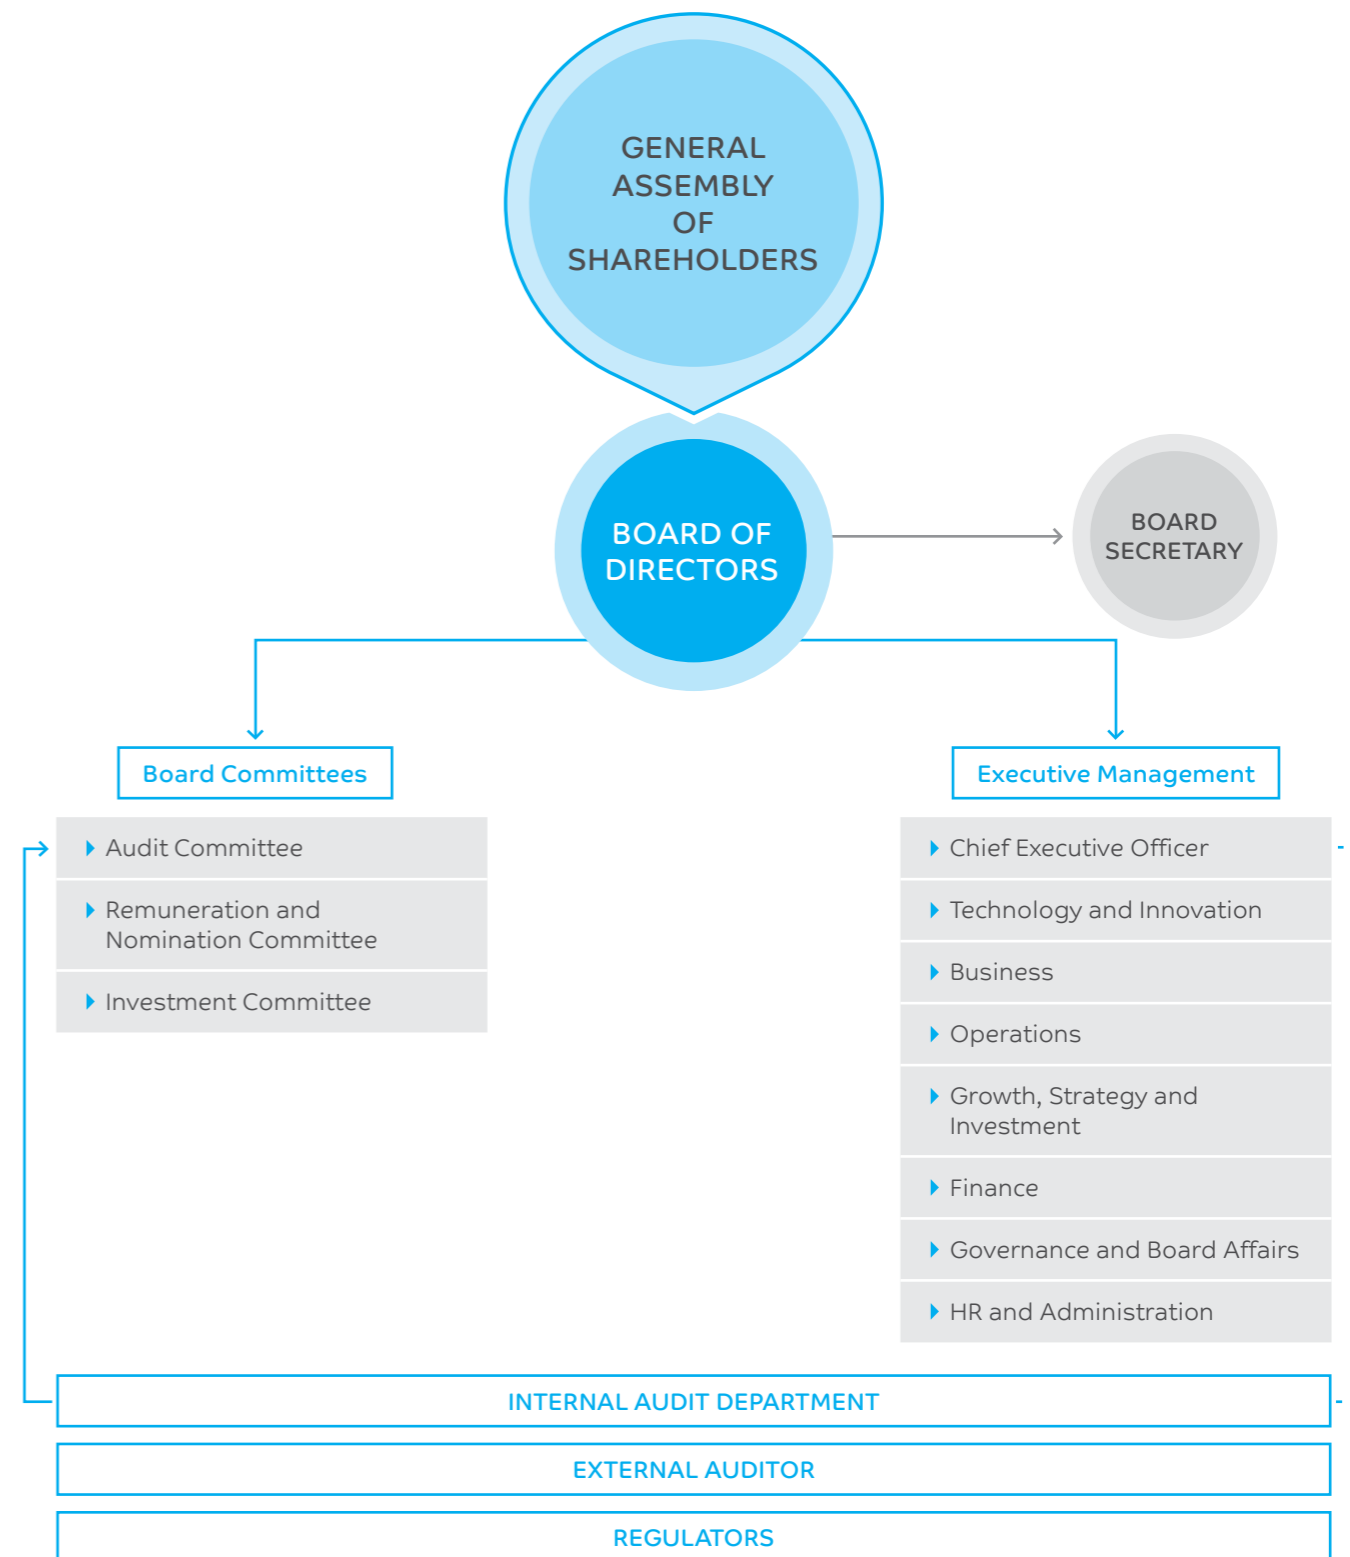 GENERAL
ASSEMBLY
OF
SHAREHOLDERS
BOARD OF
DIRECTORS
BOARD
SECRETARY
Board Committees
Audit Committee
Remuneration and
Nomination Committee
Investment Committee
Executive Management
Chief Executive Officer
Technology and Innovation
Business
Operations
Growth, Strategy and
Investment
Finance
Governance and Board Affairs
HR and Administration
INTERNAL AUDIT DEPARTMENT
EXTERNAL AUDITOR
REGULATORS